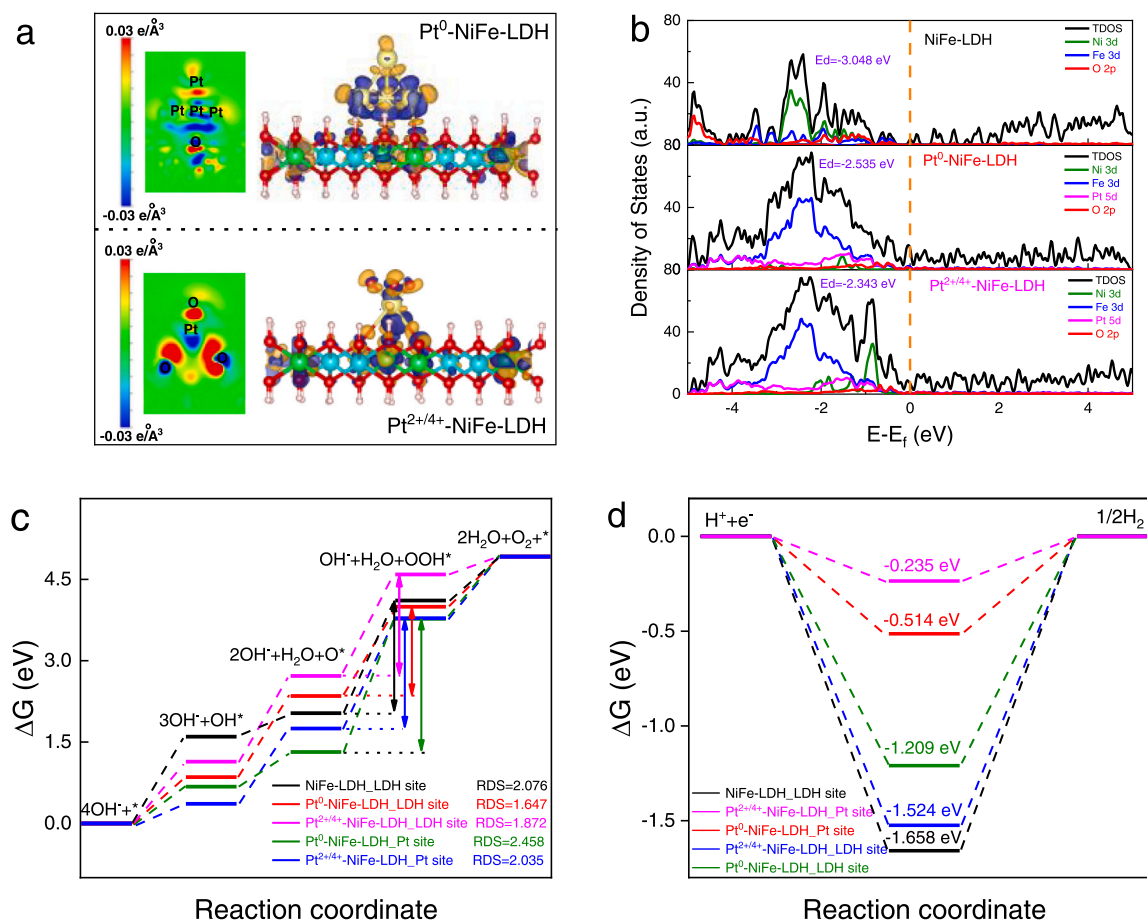 a
0.03 e/Å³
Pt⁰-NiFe-LDH
Pt
Pt Pt Pt
O
-0.03 e/Å³
0.03 e/Å³
O
Pt
O O
-0.03 e/Å³
Pt²⁺/⁴⁺-NiFe-LDH
b
Density of States (a.u.)
80
40
80
40
80
40
0
NiFe-LDH
Ed=-3.048 eV
TDOS
Ni 3d
Fe 3d
O 2p
Pt⁰-NiFe-LDH
Ed=-2.535 eV
TDOS
Ni 3d
Fe 3d
Pt 5d
O 2p
Pt²⁺/⁴⁺-NiFe-LDH
Ed=-2.343 eV
TDOS
Ni 3d
Fe 3d
Pt 5d
O 2p
-4 -2 0 2 4
E-E_f (eV)
c
ΔG (eV)
4.5
3.0
1.5
0.0
4OH⁻+*
3OH⁻+OH*
2OH⁻+H₂O+O*
OH⁻+H₂O+OOH*
2H₂O+O₂+*
NiFe-LDH_LDH site RDS=2.076
Pt⁰-NiFe-LDH_LDH site RDS=1.647
Pt²⁺/⁴⁺-NiFe-LDH_LDH site RDS=1.872
Pt⁰-NiFe-LDH_Pt site RDS=2.458
Pt²⁺/⁴⁺-NiFe-LDH_Pt site RDS=2.035
Reaction coordinate
d
ΔG (eV)
0.0
-0.5
-1.0
-1.5
H⁺+e⁻
1/2H₂
-0.235 eV
-0.514 eV
-1.209 eV
-1.524 eV
-1.658 eV
NiFe-LDH_LDH site
Pt²⁺/⁴⁺-NiFe-LDH_Pt site
Pt⁰-NiFe-LDH_Pt site
Pt²⁺/⁴⁺-NiFe-LDH_LDH site
Pt⁰-NiFe-LDH_LDH site
Reaction coordinate